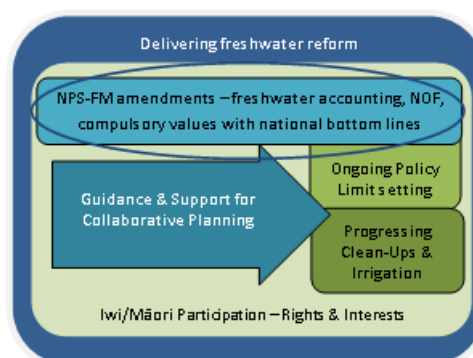 Delivering freshwater reform
NPS-FM amendments –freshwater accounting, NOF,
compulsory values with national bottom lines
Ongoing Policy
Limit setting
Guidance & Support for
Collaborative Planning
Progressing
Clean-Ups &
Irrigation
Iwi/Māori Participation – Rights & Interests